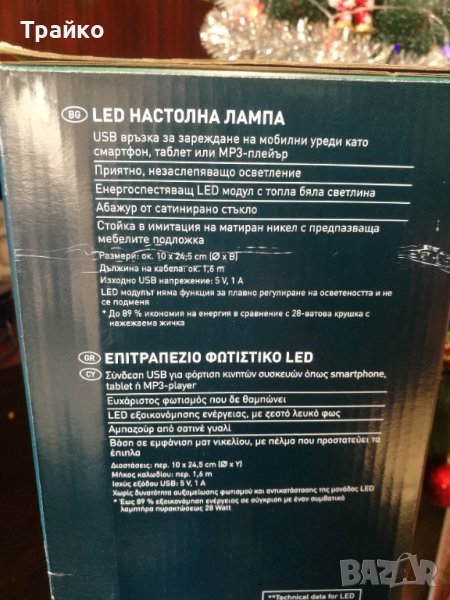 Трайко
BG LED НАСТОЛНА ЛАМПА
USB връзка за зареждане на мобилни уреди като
смартфон, таблет или MP3-плейър
Приятно, незаслепяващо осветление
Енергоспестяващ LED модул с топла бяла светлина
Абажур от сатинирано стъкло
Стойка в имитация на матиран никел с предпазваща
мебелите подложка
Размери: ок. 10 x 24,5 cm (Ø x В)
Дължина на кабела: ок. 1,6 m
Изходно USB напрежение: 5 V, 1 A
LED модулът няма функция за плавно регулиране на осветеността и не
се подменя
* До 89 % икономия на енергия в сравнение с 28-ватова крушка с
нажежаема жичка
GR ΕΠΙΤΡΑΠΕΖΙΟ ΦΩΤΙΣΤΙΚΟ LED
CY Σύνδεση USB για φόρτιση κινητών συσκευών όπως smartphone,
tablet ή MP3-player
Ευχάριστος φωτισμός που δε θαμπώνει
LED εξοικονόμησης ενέργειας, με ζεστό λευκό φως
Αμπαζούρ από σατινέ γυαλί
Βάση σε εμφάνιση ματ νικελίου, με πέλμα που προστατεύει τα
έπιπλα
Διαστάσεις: περ. 10 x 24,5 cm (Ø x Υ)
Μήκος καλωδίου: περ. 1,6 m
Ισχύς εξόδου USB: 5 V, 1 A
Χωρίς δυνατότητα αυξομείωσης φωτισμού και αντικατάστασης της μονάδας LED
* Έως 89 % εξοικονόμηση ενέργειας σε σύγκριση με έναν συμβατικό
λαμπτήρα πυρακτώσεως 28 Watt
**Technical data for LED
BAZAR